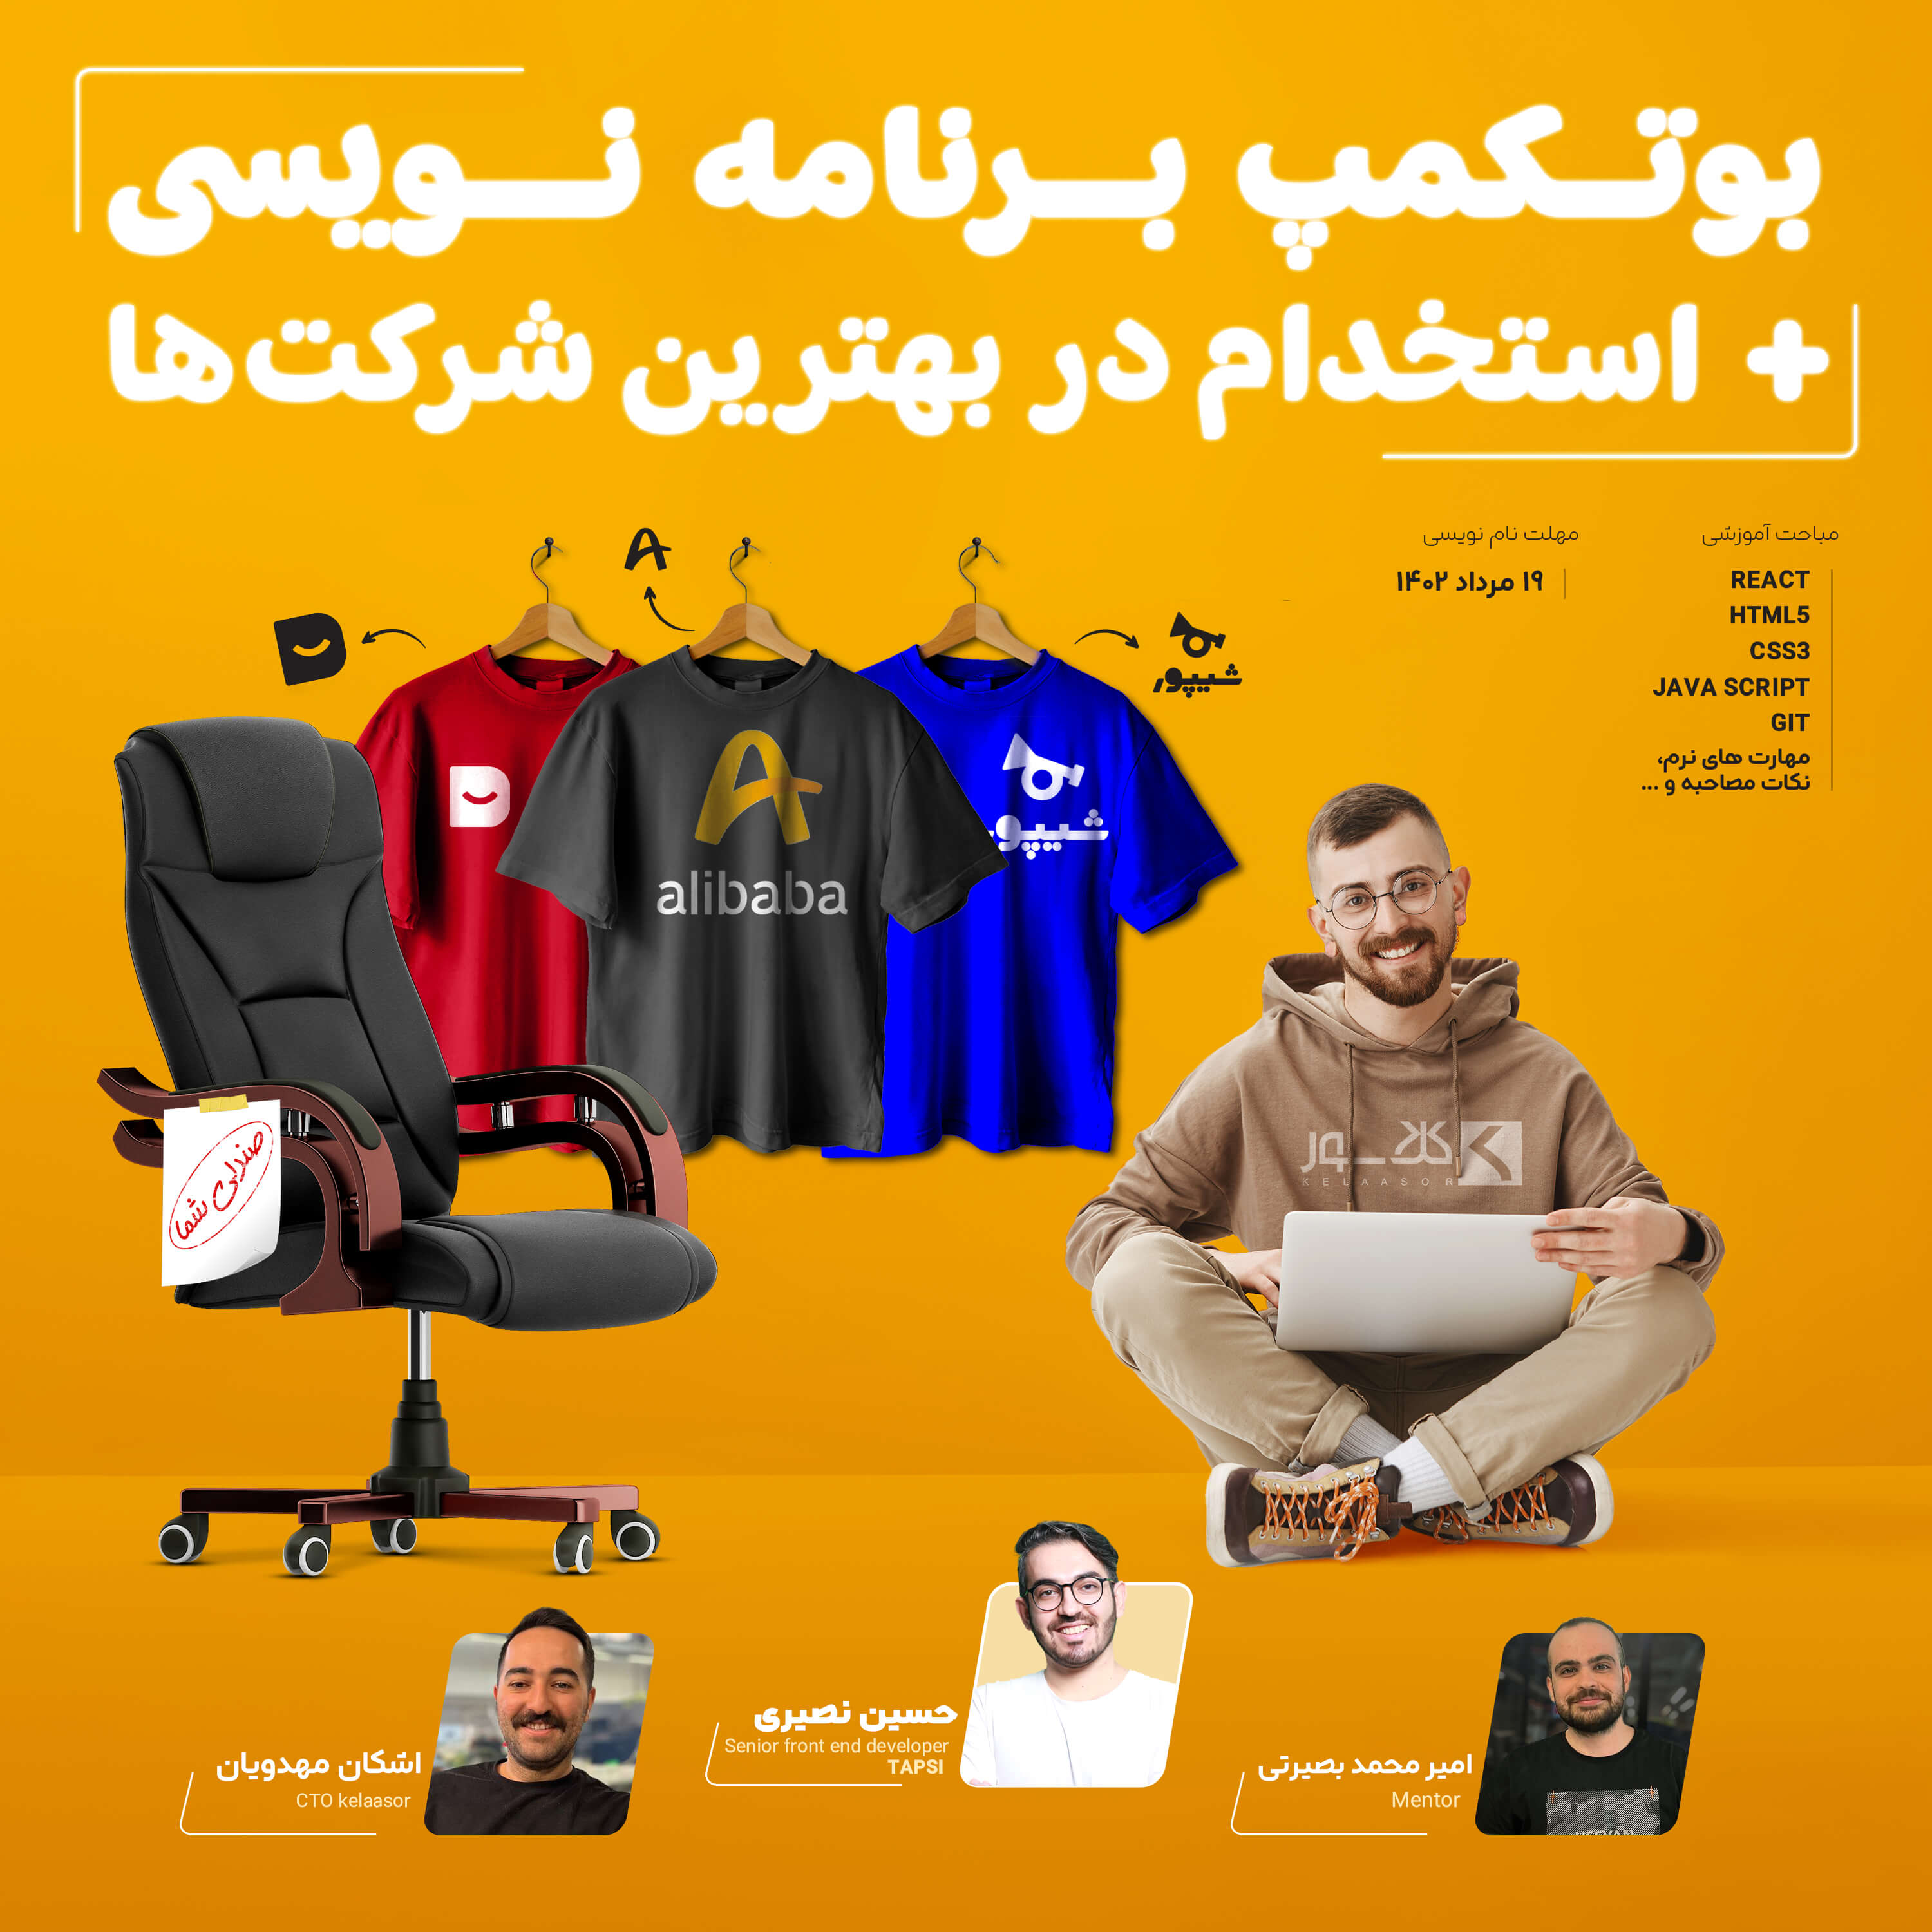 بوتکمپ برنامه نویسی
+ استخدام در بهترین شرکت‌ها
مباحث آموزشی
REACT
HTML5
CSS3
JAVA SCRIPT
GIT
مهارت های نرم،
نکات مصاحبه و ...
مهلت نام نویسی
۱۹ مرداد ۱۴۰۲
شیپور
شیپور
alibaba
صندلی شما
کلاسور
KELAASOR
امیر محمد بصیرتی
Mentor
حسین نصیری
Senior front end developer
TAPSI
اشکان مهدویان
CTO kelaasor